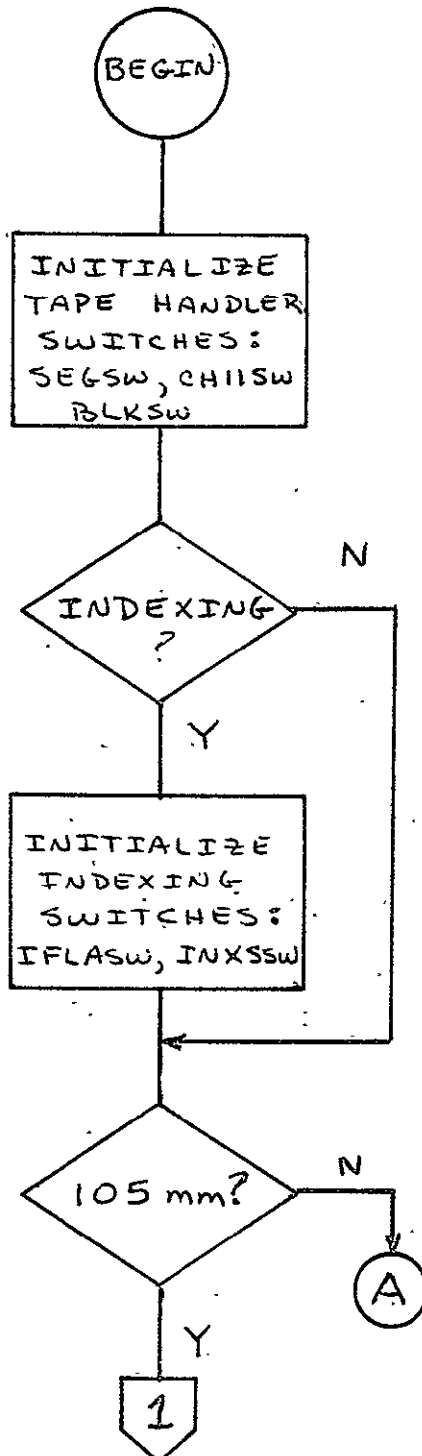 BEGIN
INITIALIZE
TAPE HANDLER
SWITCHES:
SEGSW, CH11SW
BLKSW
INDEXING
?
N
Y
INITIALIZE
INDEXING
SWITCHES:
IFLASW, INXSSW
105 mm?
N
A
Y
1